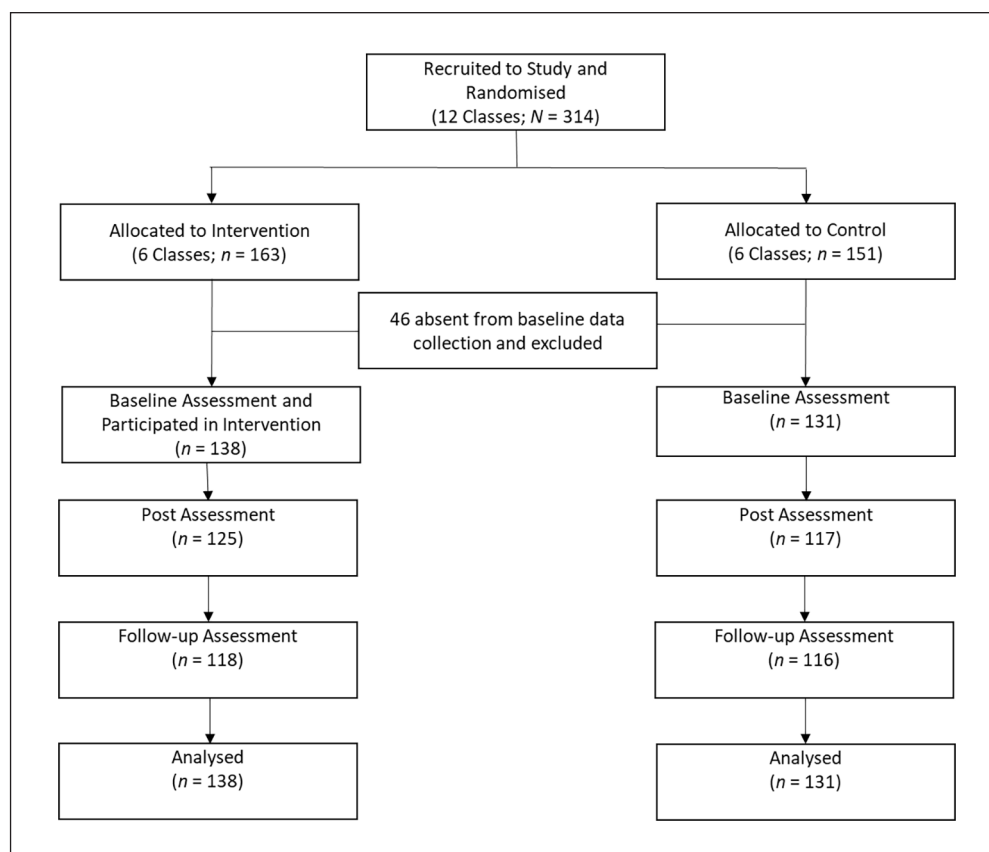 Recruited to Study and
Randomised
(12 Classes; N = 314)
Allocated to Intervention
(6 Classes; n = 163)
Allocated to Control
(6 Classes; n = 151)
46 absent from baseline data
collection and excluded
Baseline Assessment and
Participated in Intervention
(n = 138)
Baseline Assessment
(n = 131)
Post Assessment
(n = 125)
Post Assessment
(n = 117)
Follow-up Assessment
(n = 118)
Follow-up Assessment
(n = 116)
Analysed
(n = 138)
Analysed
(n = 131)